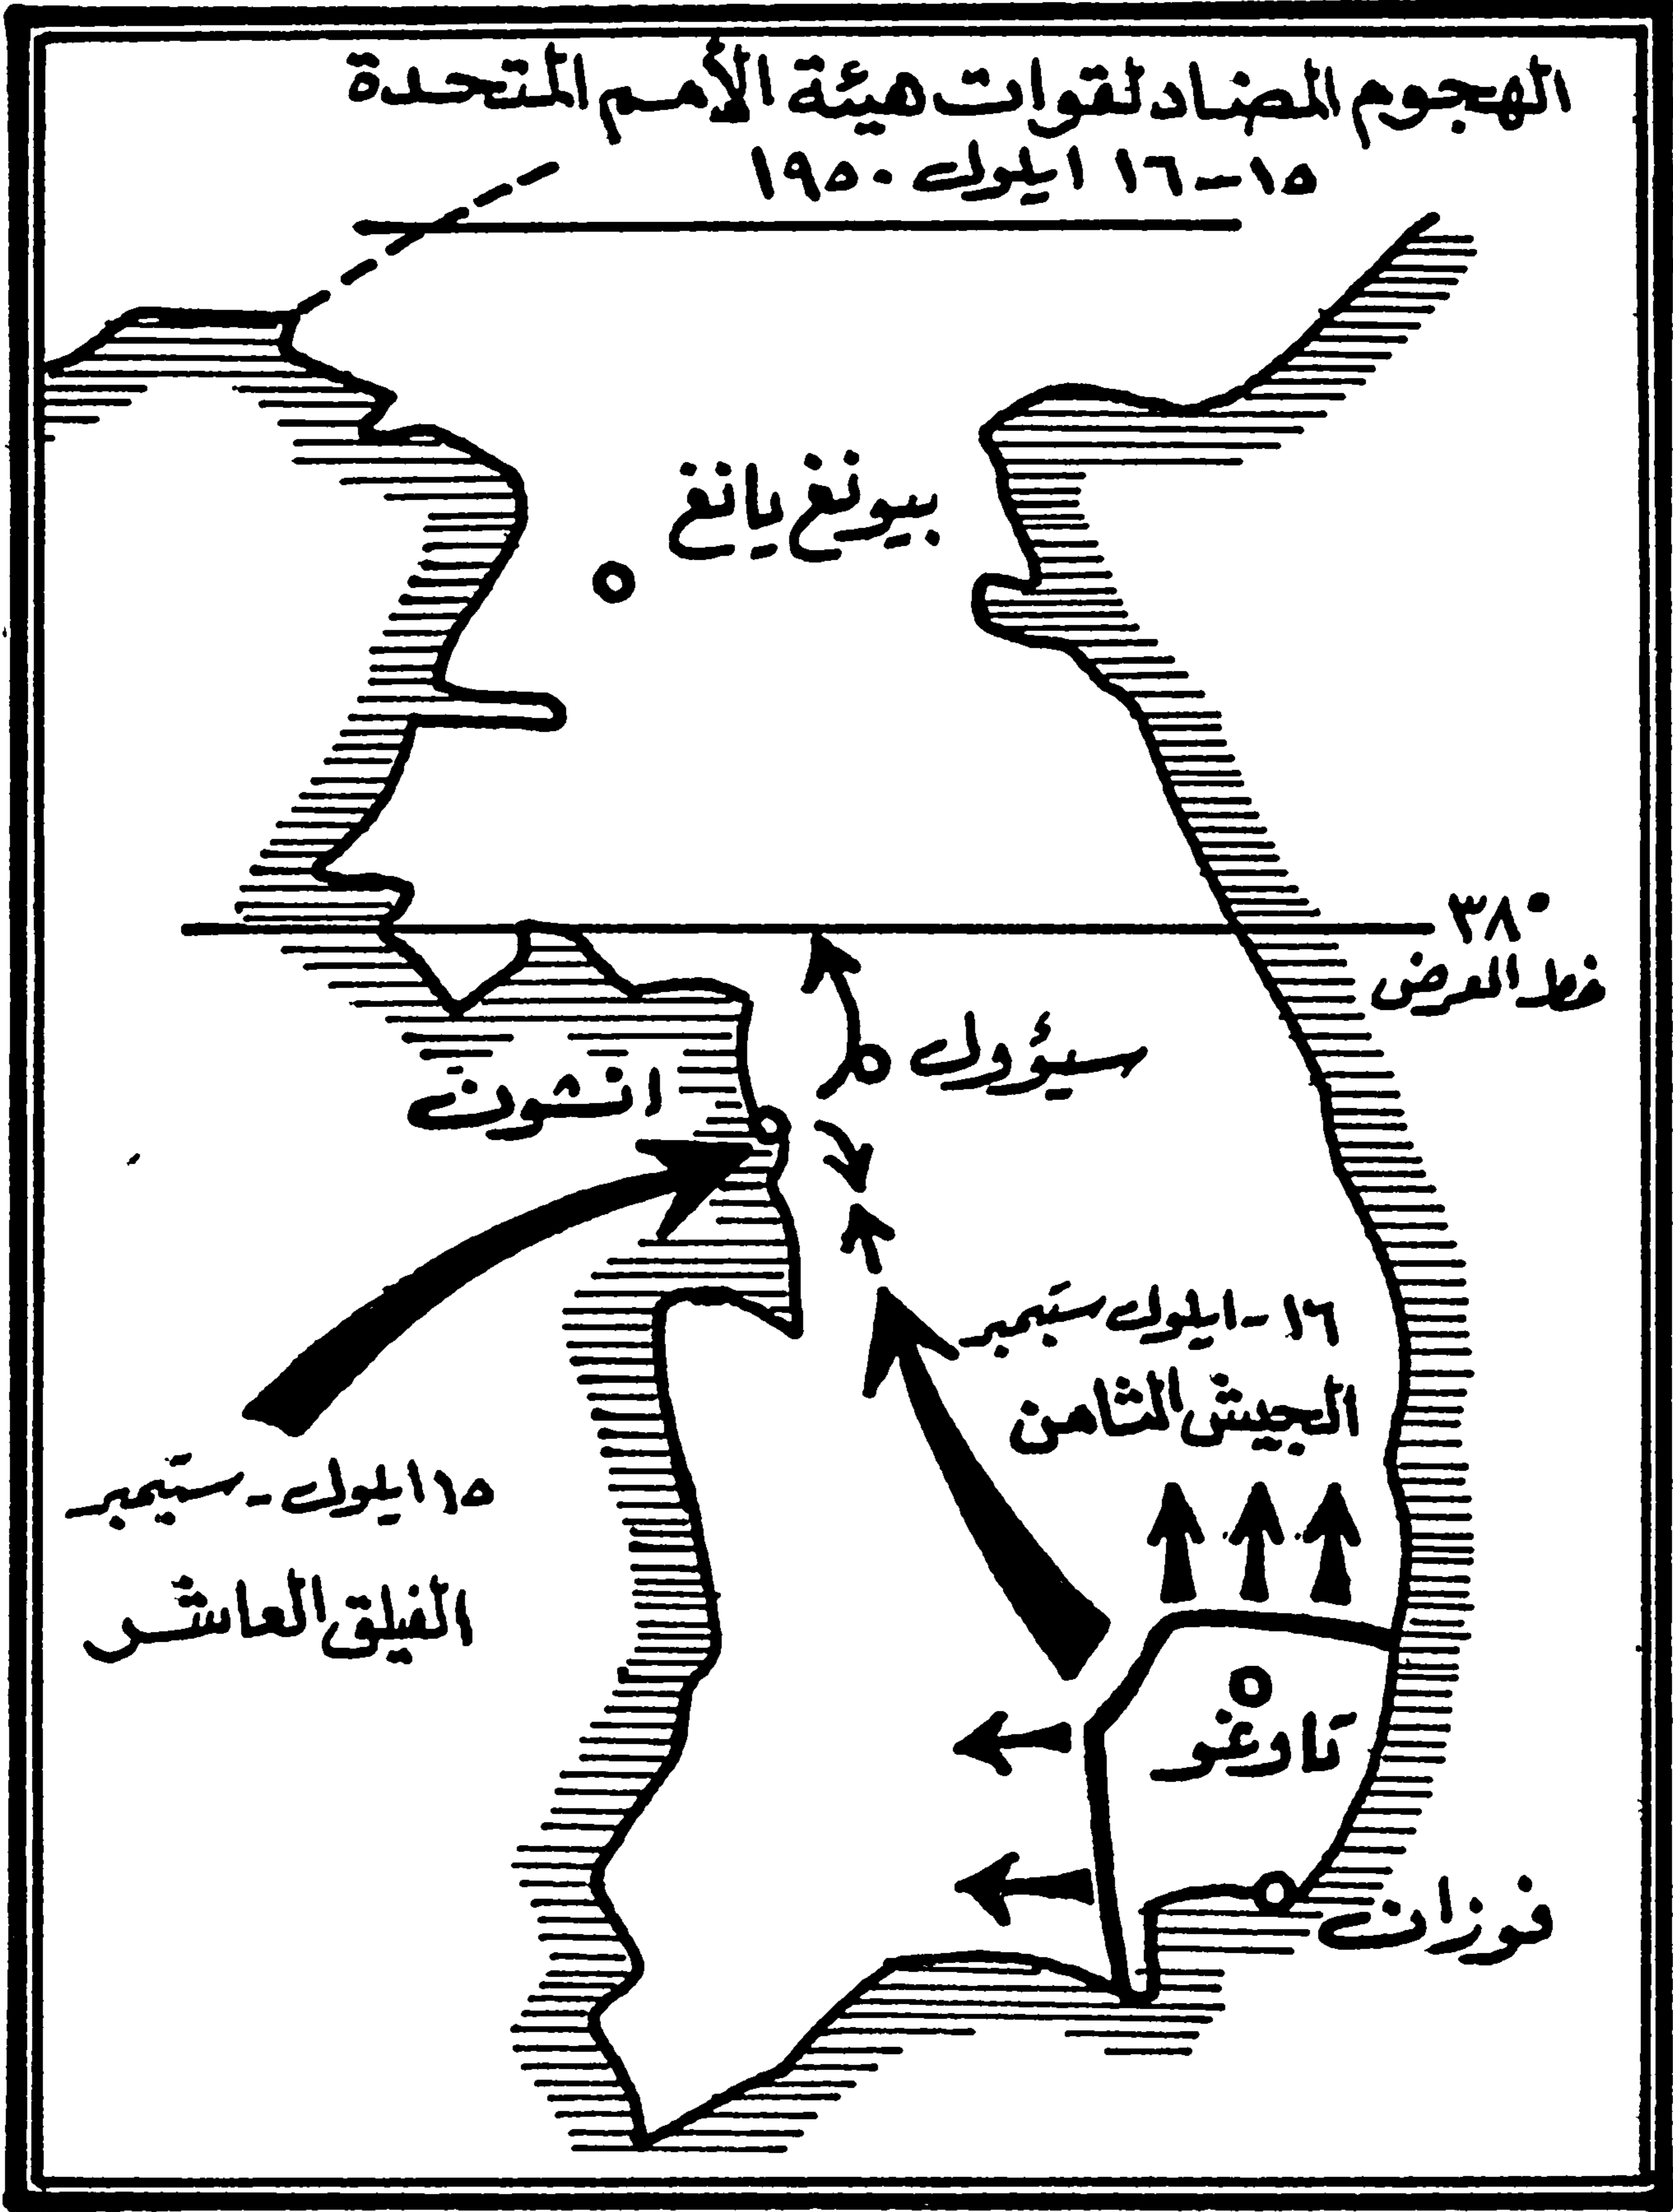 الهجوم المضاد لقوات هيئة الأمم المتحدة
١٥-١٦ ايلول ١٩٥٠
بيونغ يانغ
٣٨°
خط العرض
سيؤول
انشون
١٦-ايلول سبتمبر
الجيش الثامن
١٥ ايلول - سبتمبر
الفيلق العاشر
تاوغو
فوزان